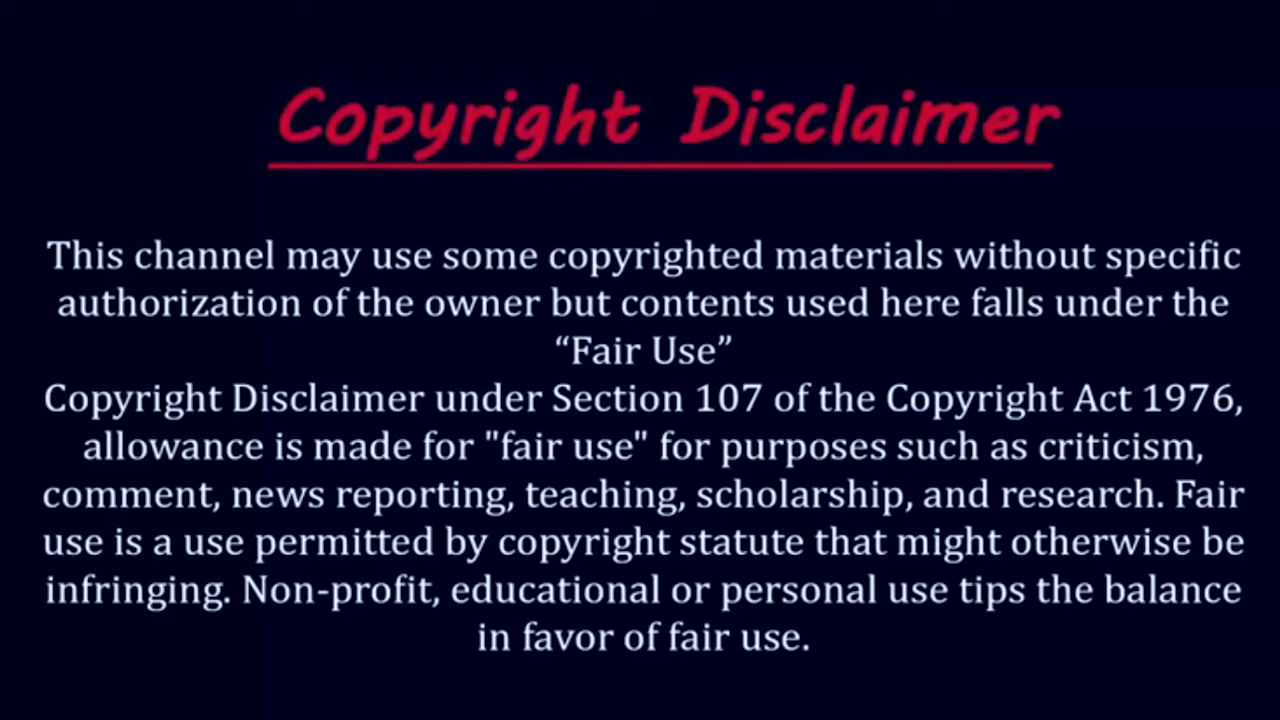 Copyright Disclaimer
This channel may use some copyrighted materials without specific
authorization of the owner but contents used here falls under the
“Fair Use”
Copyright Disclaimer under Section 107 of the Copyright Act 1976,
allowance is made for "fair use" for purposes such as criticism,
comment, news reporting, teaching, scholarship, and research. Fair
use is a use permitted by copyright statute that might otherwise be
infringing. Non-profit, educational or personal use tips the balance
in favor of fair use.